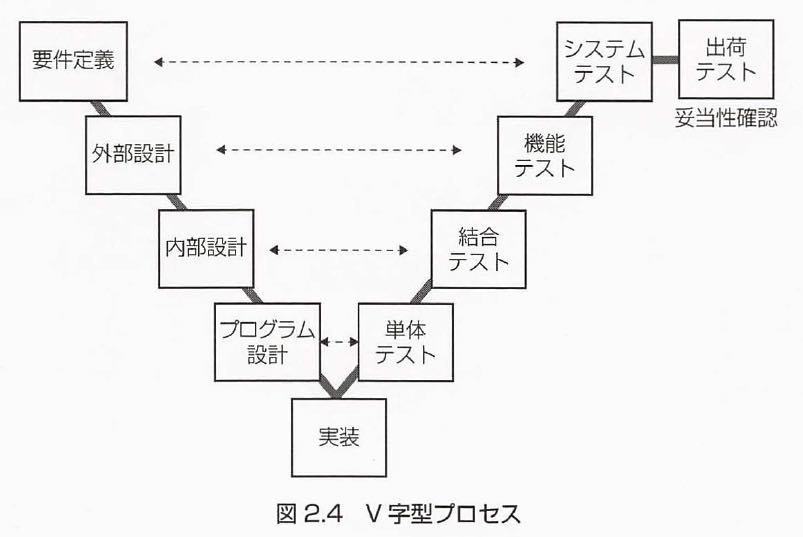 要件定義
システム
テスト
出荷
テスト
妥当性確認
外部設計
機能
テスト
内部設計
結合
テスト
プログラム
設計
単体
テスト
実装
図 2.4　V 字型プロセス